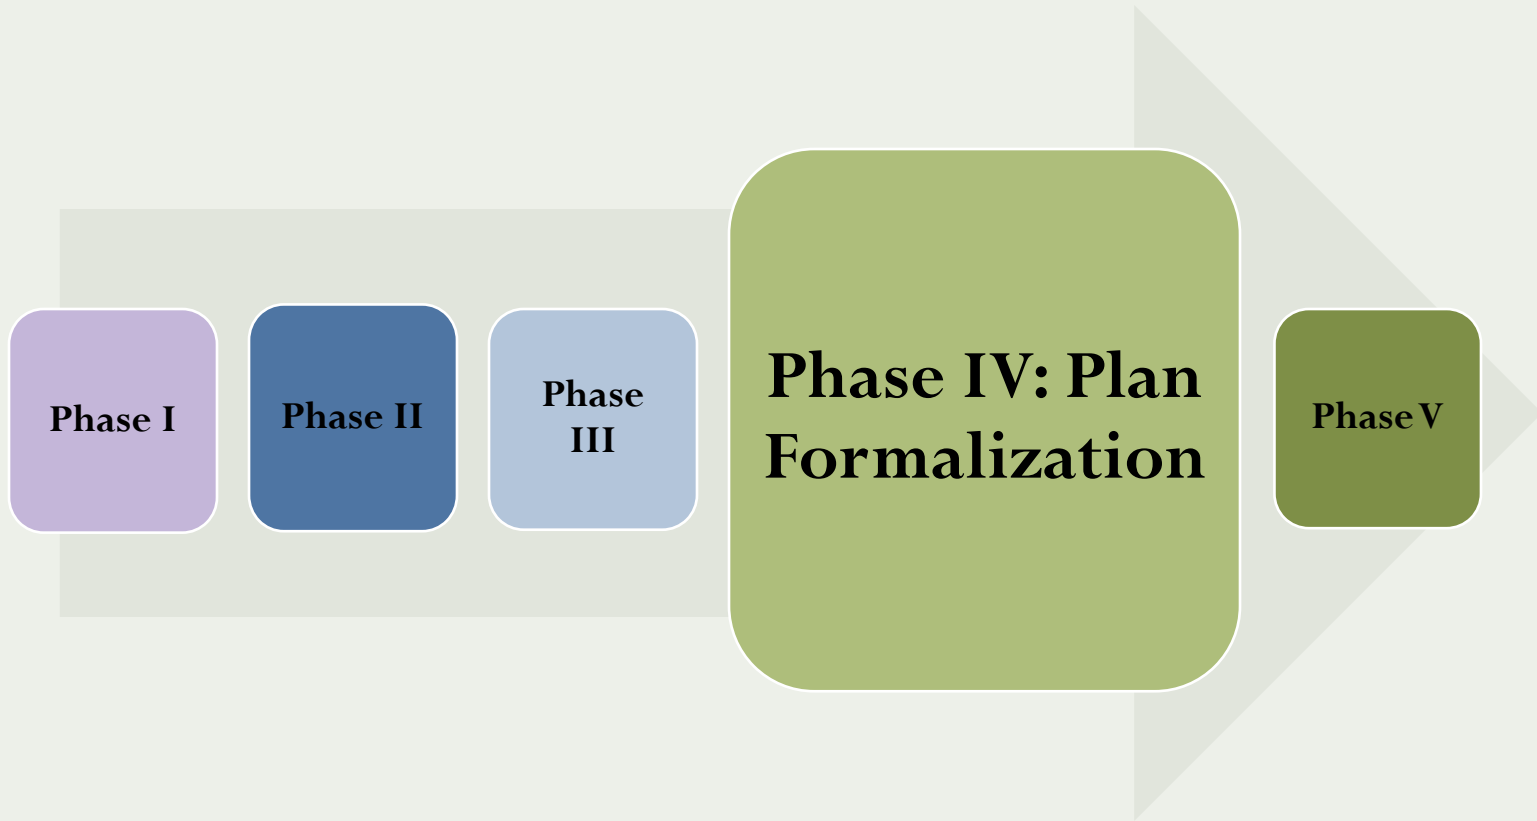 Phase I
Phase II
Phase
III
Phase IV: Plan
Formalization
Phase V